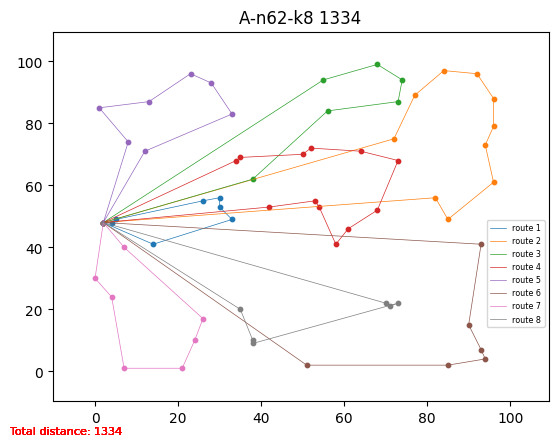 A-n62-k8 1334
100
80
60
40
20
0
route 1
route 2
route 3
route 4
route 5
route 6
route 7
route 8
0 20 40 60 80 100
Total distance: 1334